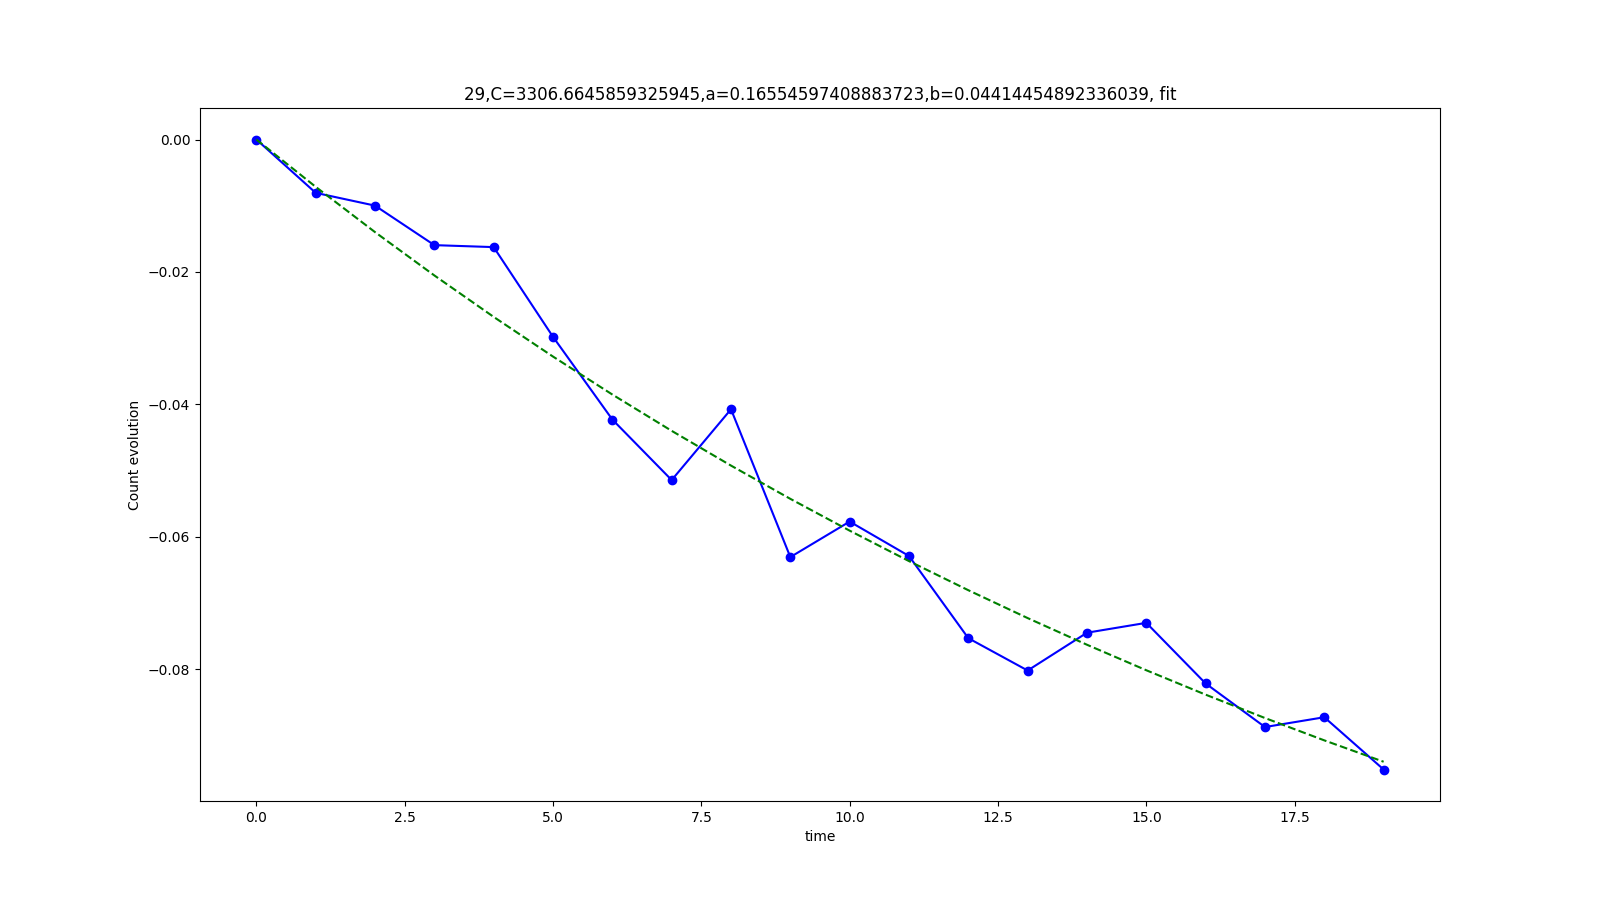 29,C=3306.6645859325945,a=0.16554597408883723,b=0.04414454892336039, fit
0.00
−0.02
−0.04
−0.06
−0.08
Count evolution
0.0 2.5 5.0 7.5 10.0 12.5 15.0 17.5
time